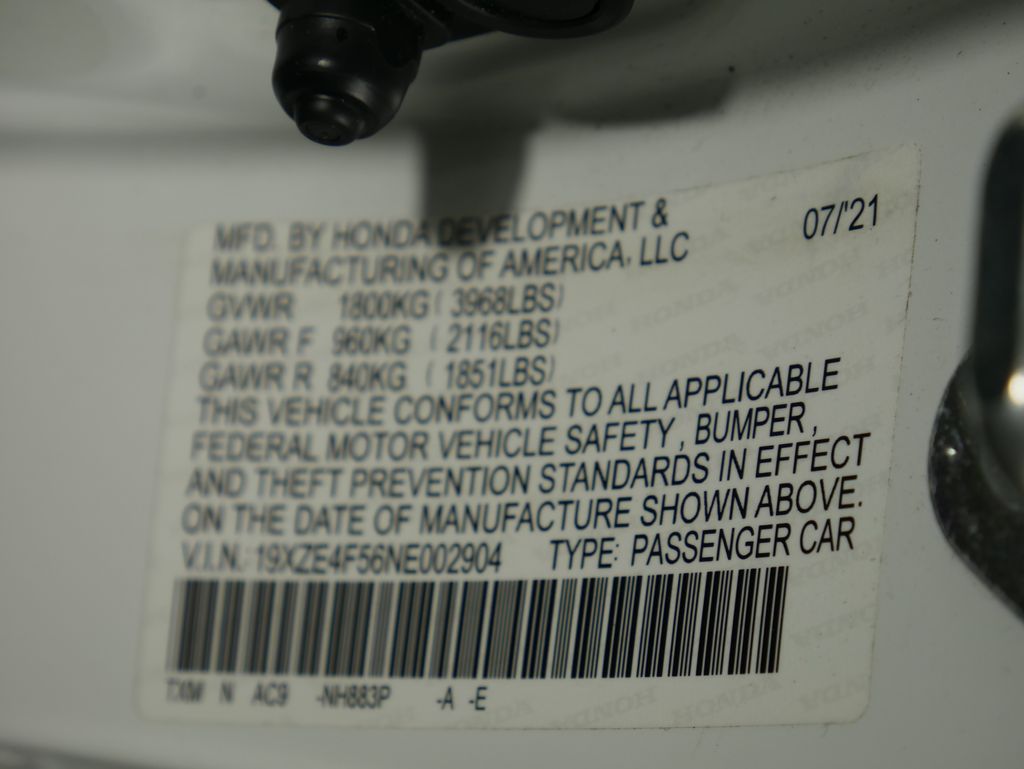 MFD. BY HONDA DEVELOPMENT & 07/'21
MANUFACTURING OF AMERICA, LLC
GVWR 1800KG ( 3968LBS)
GAWR F 960KG ( 2116LBS)
GAWR R 840KG ( 1851LBS)
THIS VEHICLE CONFORMS TO ALL APPLICABLE
FEDERAL MOTOR VEHICLE SAFETY , BUMPER ,
AND THEFT PREVENTION STANDARDS IN EFFECT
ON THE DATE OF MANUFACTURE SHOWN ABOVE.
V.I.N.: 19XZE4F56NE002904 TYPE: PASSENGER CAR
TXM N AC9 -NH883P -A -E